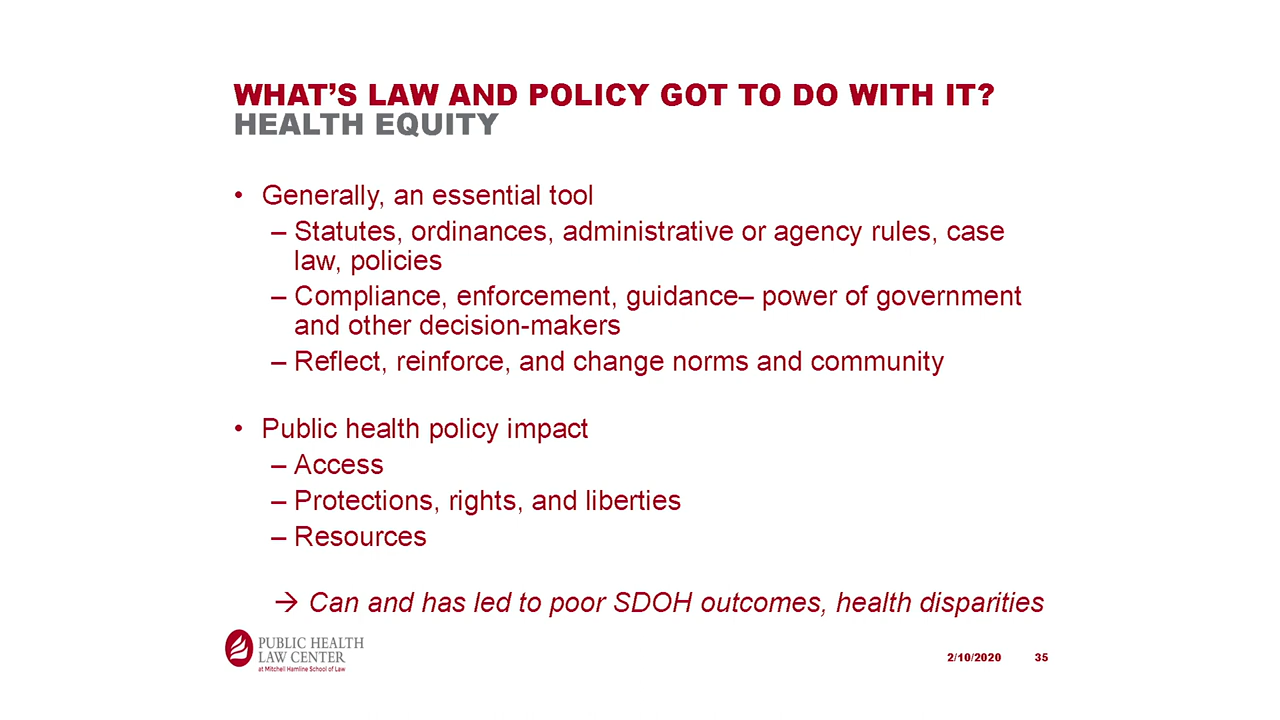 WHAT'S LAW AND POLICY GOT TO DO WITH IT?
HEALTH EQUITY
• Generally, an essential tool
– Statutes, ordinances, administrative or agency rules, case
law, policies
– Compliance, enforcement, guidance– power of government
and other decision-makers
– Reflect, reinforce, and change norms and community
• Public health policy impact
– Access
– Protections, rights, and liberties
– Resources
→ Can and has led to poor SDOH outcomes, health disparities
PUBLIC HEALTH
LAW CENTER
at Mitchell Hamline School of Law
2/10/2020 35